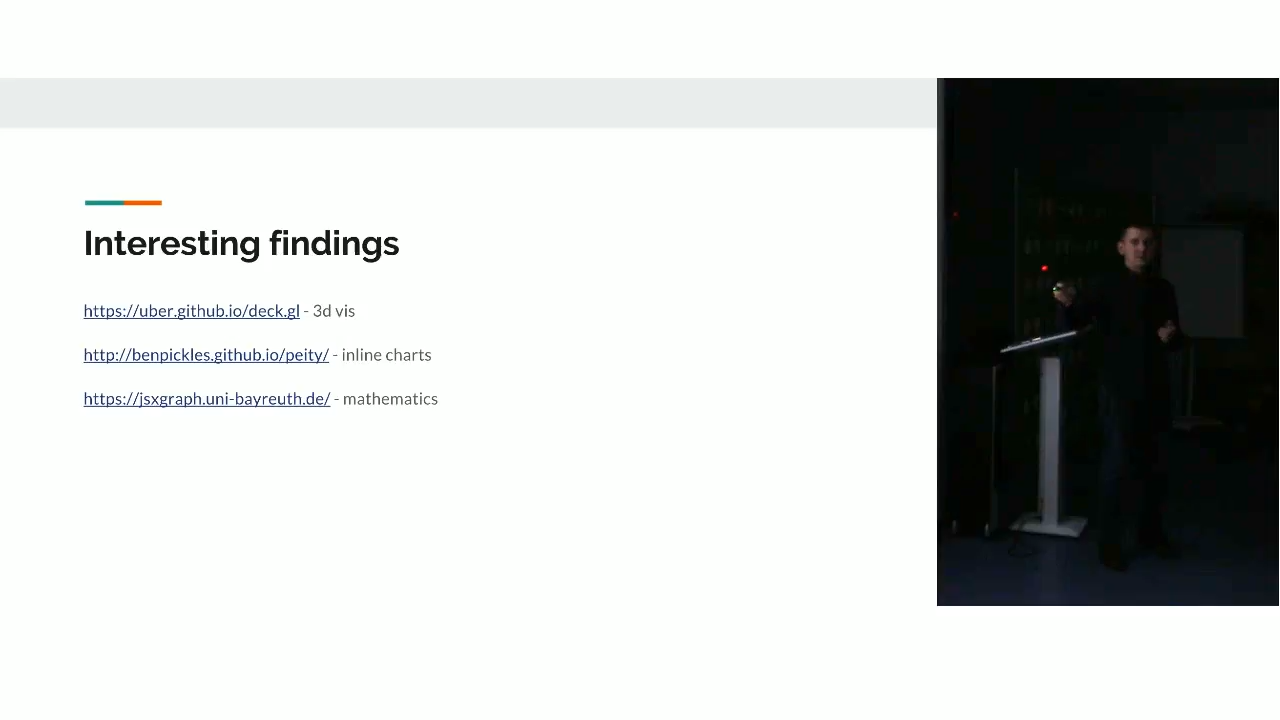 Interesting findings
https://uber.github.io/deck.gl - 3d vis
http://benpickles.github.io/peity/ - inline charts
https://jsxgraph.uni-bayreuth.de/ - mathematics